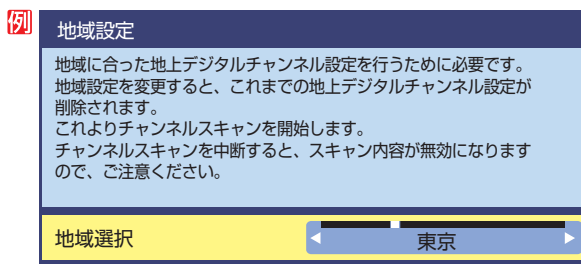 例
地域設定
地域に合った地上デジタルチャンネル設定を行うために必要です。
地域設定を変更すると、これまでの地上デジタルチャンネル設定が
削除されます。
これよりチャンネルスキャンを開始します。
チャンネルスキャンを中断すると、スキャン内容が無効になります
ので、ご注意ください。
地域選択
東京